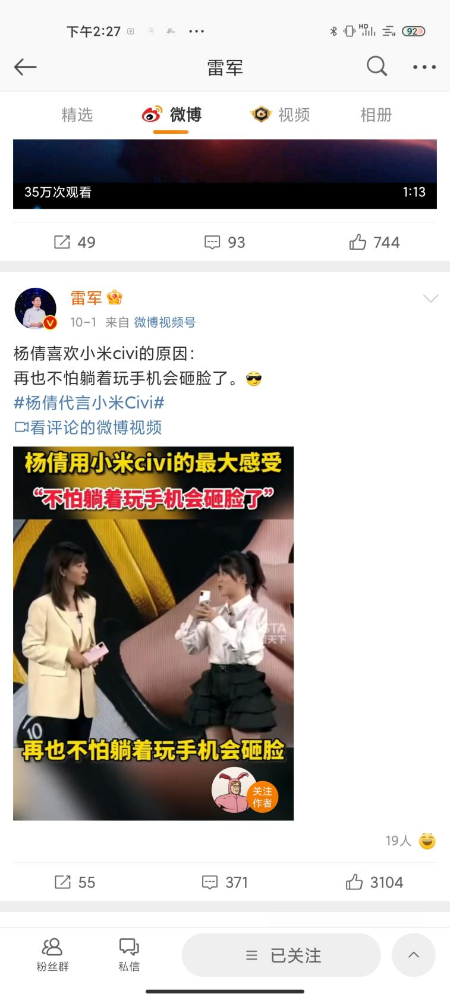 下午2:27
HD
92
雷军
精选
微博
视频
相册
35万次观看
1:13
49
93
744
雷军
10-1 来自 微博视频号
杨倩喜欢小米civi的原因：
再也不怕躺着玩手机会砸脸了。😎
#杨倩代言小米Civi#
看评论的微博视频
杨倩用小米civi的最大感受
“不怕躺着玩手机会砸脸了”
STA
天下
10
再也不怕躺着玩手机会砸脸
关注
作者
19人
55
371
3104
粉丝群
私信
已关注